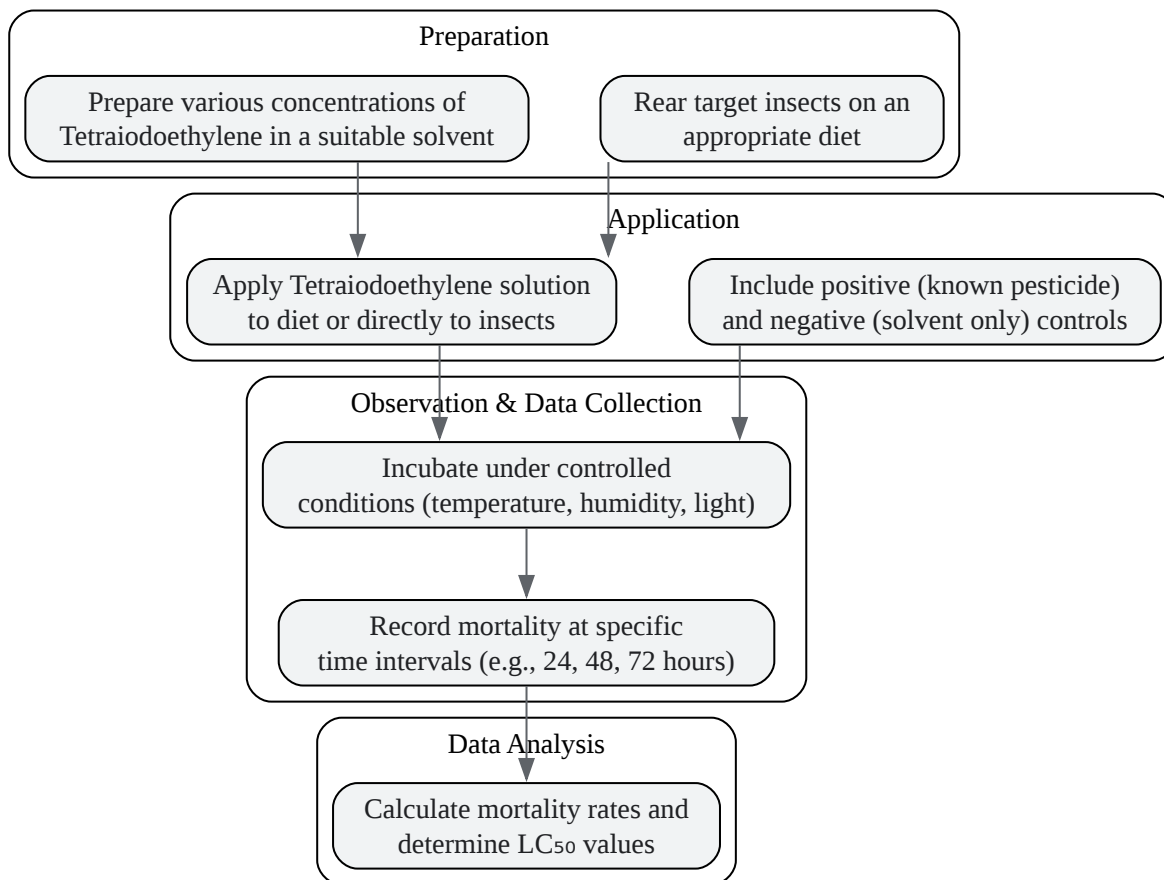 Preparation
Prepare various concentrations of
Tetraiodoethylene in a suitable solvent
Rear target insects on an
appropriate diet
Application
Apply Tetraiodoethylene solution
to diet or directly to insects
Include positive (known pesticide)
and negative (solvent only) controls
Observation & Data Collection
Incubate under controlled
conditions (temperature, humidity, light)
Record mortality at specific
time intervals (e.g., 24, 48, 72 hours)
Data Analysis
Calculate mortality rates and
determine LC₅₀ values